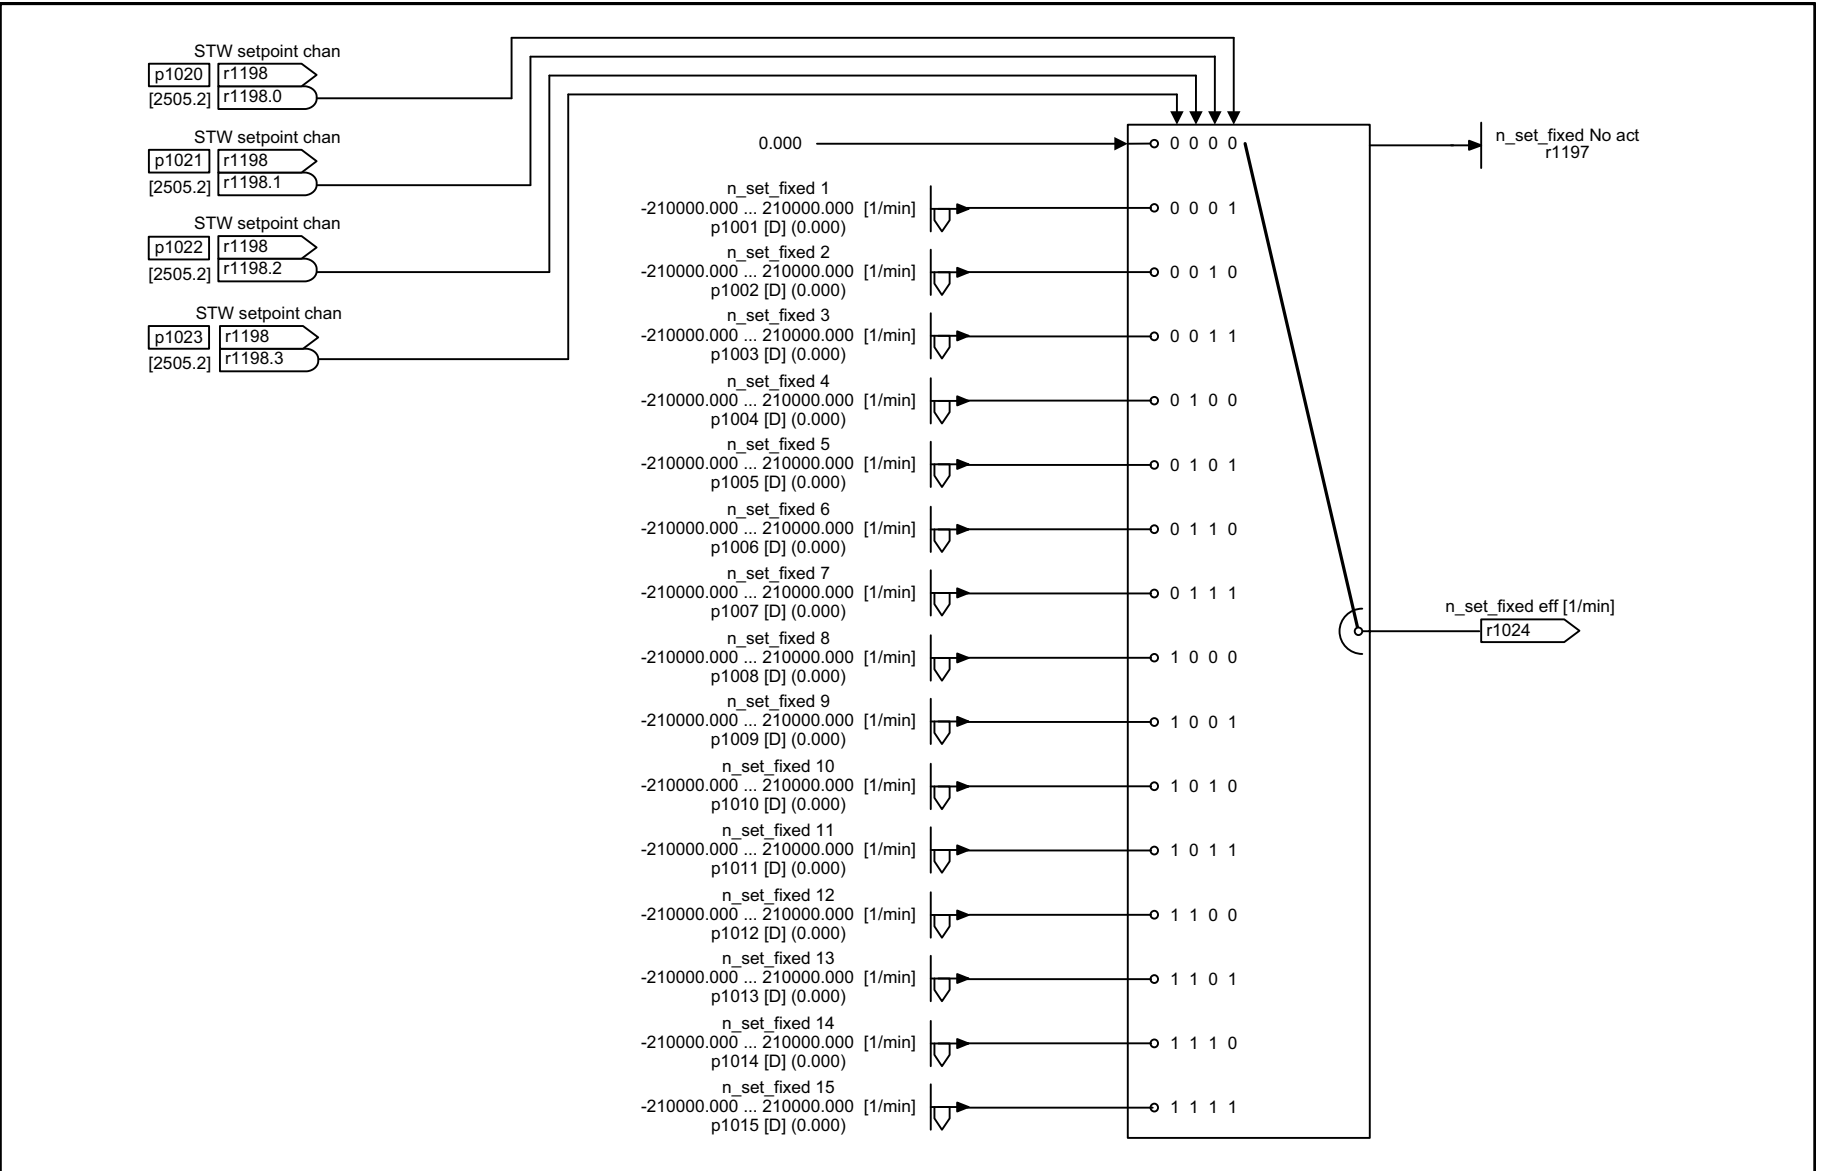 STW setpoint chan
p1020 r1198
[2505.2] r1198.0
STW setpoint chan
p1021 r1198
[2505.2] r1198.1
STW setpoint chan
p1022 r1198
[2505.2] r1198.2
STW setpoint chan
p1023 r1198
[2505.2] r1198.3
0.000 0 0 0 0
n_set_fixed No act
r1197
n_set_fixed 1
-210000.000 ... 210000.000 [1/min] 0 0 0 1
p1001 [D] (0.000)
n_set_fixed 2
-210000.000 ... 210000.000 [1/min] 0 0 1 0
p1002 [D] (0.000)
n_set_fixed 3
-210000.000 ... 210000.000 [1/min] 0 0 1 1
p1003 [D] (0.000)
n_set_fixed 4
-210000.000 ... 210000.000 [1/min] 0 1 0 0
p1004 [D] (0.000)
n_set_fixed 5
-210000.000 ... 210000.000 [1/min] 0 1 0 1
p1005 [D] (0.000)
n_set_fixed 6
-210000.000 ... 210000.000 [1/min] 0 1 1 0
p1006 [D] (0.000)
n_set_fixed 7
-210000.000 ... 210000.000 [1/min] 0 1 1 1
p1007 [D] (0.000)
n_set_fixed eff [1/min]
r1024
n_set_fixed 8
-210000.000 ... 210000.000 [1/min] 1 0 0 0
p1008 [D] (0.000)
n_set_fixed 9
-210000.000 ... 210000.000 [1/min] 1 0 0 1
p1009 [D] (0.000)
n_set_fixed 10
-210000.000 ... 210000.000 [1/min] 1 0 1 0
p1010 [D] (0.000)
n_set_fixed 11
-210000.000 ... 210000.000 [1/min] 1 0 1 1
p1011 [D] (0.000)
n_set_fixed 12
-210000.000 ... 210000.000 [1/min] 1 1 0 0
p1012 [D] (0.000)
n_set_fixed 13
-210000.000 ... 210000.000 [1/min] 1 1 0 1
p1013 [D] (0.000)
n_set_fixed 14
-210000.000 ... 210000.000 [1/min] 1 1 1 0
p1014 [D] (0.000)
n_set_fixed 15
-210000.000 ... 210000.000 [1/min] 1 1 1 1
p1015 [D] (0.000)